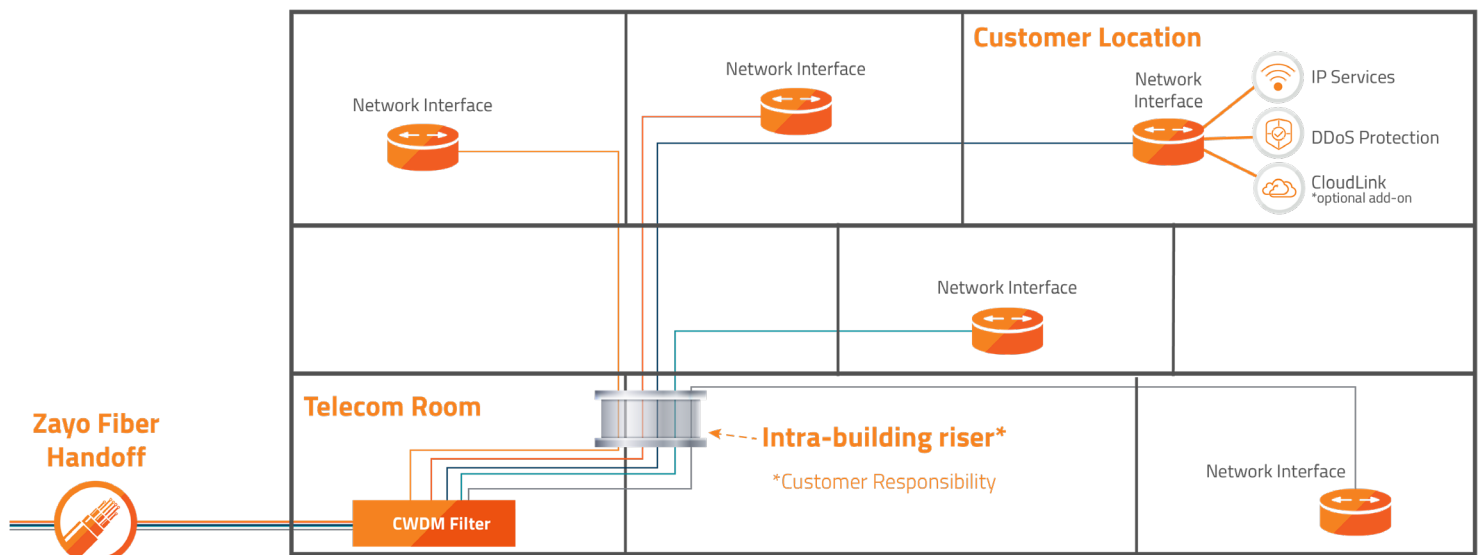 Customer Location
Network Interface
Network
Interface
IP Services
Network Interface
DDoS Protection
CloudLink
*optional add-on
Network Interface
Telecom Room
Zayo Fiber
Handoff
Intra-building riser*
*Customer Responsibility
Network Interface
CWDM Filter